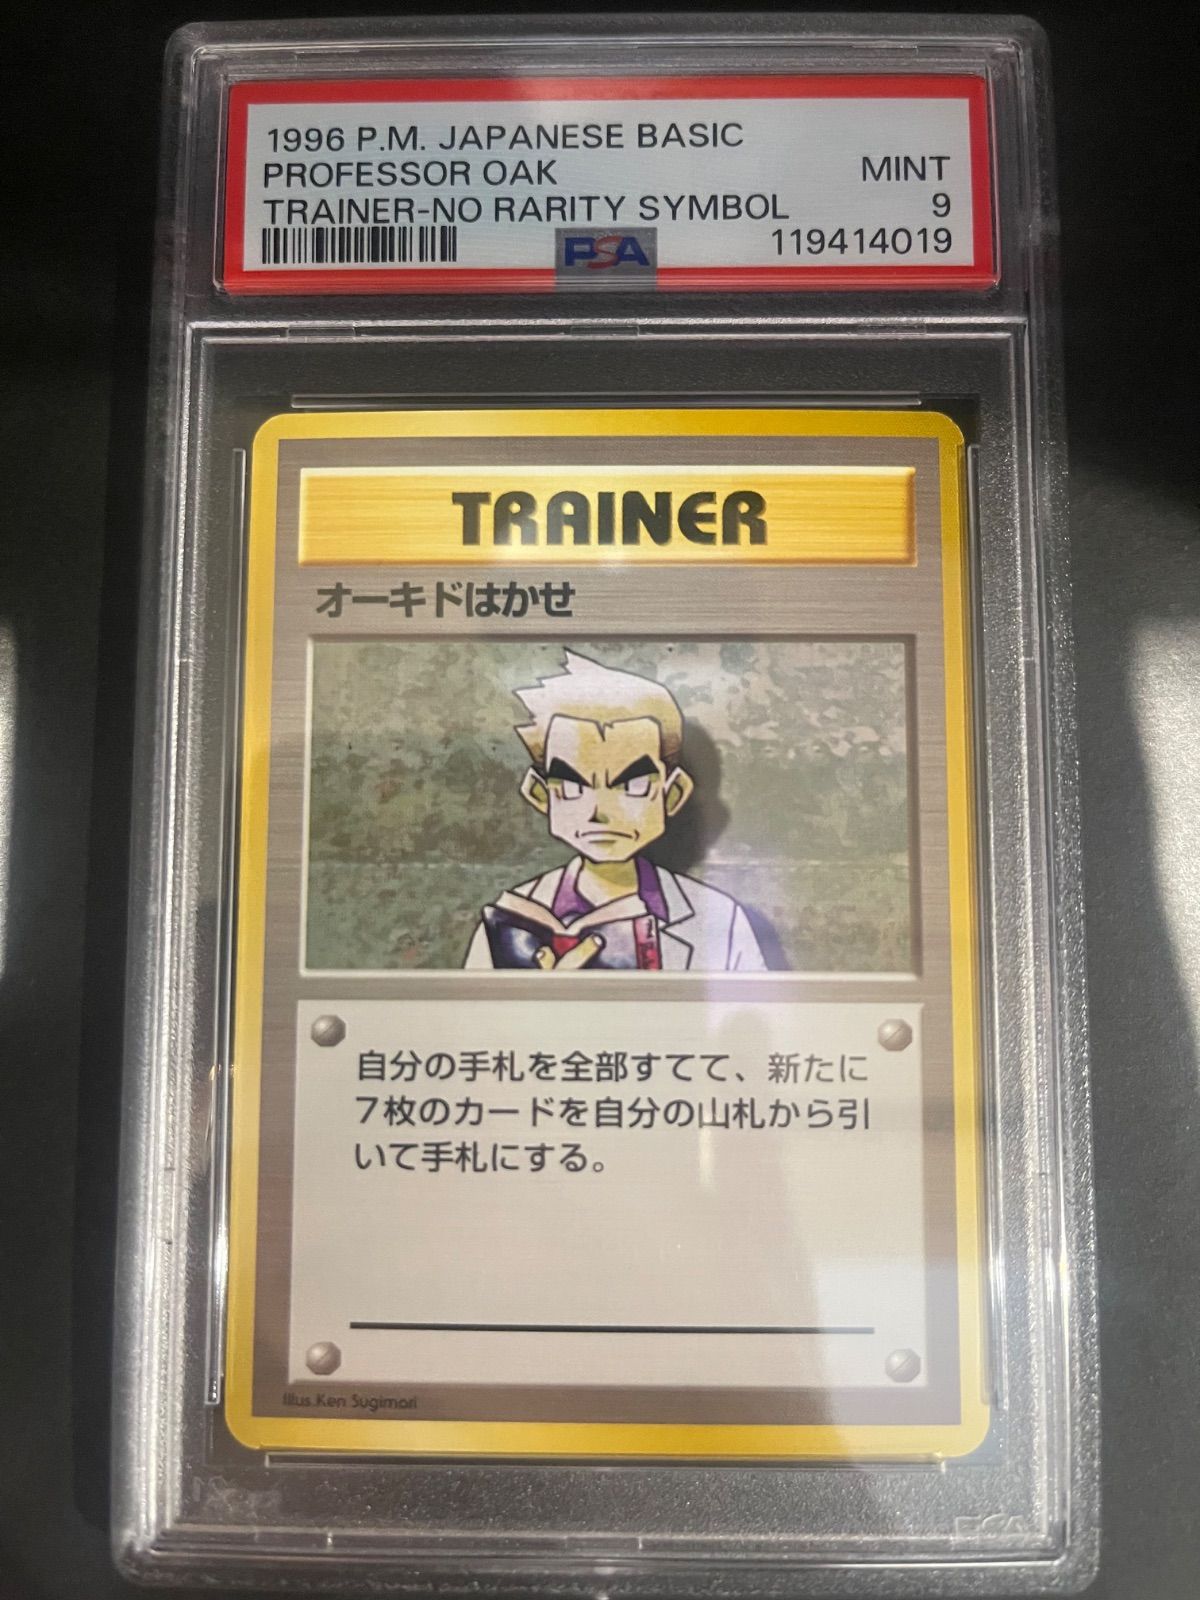 1996 P.M. JAPANESE BASIC
PROFESSOR OAK MINT
TRAINER-NO RARITY SYMBOL 9
PSA 119414019
TRAINER
オーキドはかせ
自分の手札を全部すてて、新たに
7枚のカードを自分の山札から引
いて手札にする。
Illus. Ken Sugimori
PSA